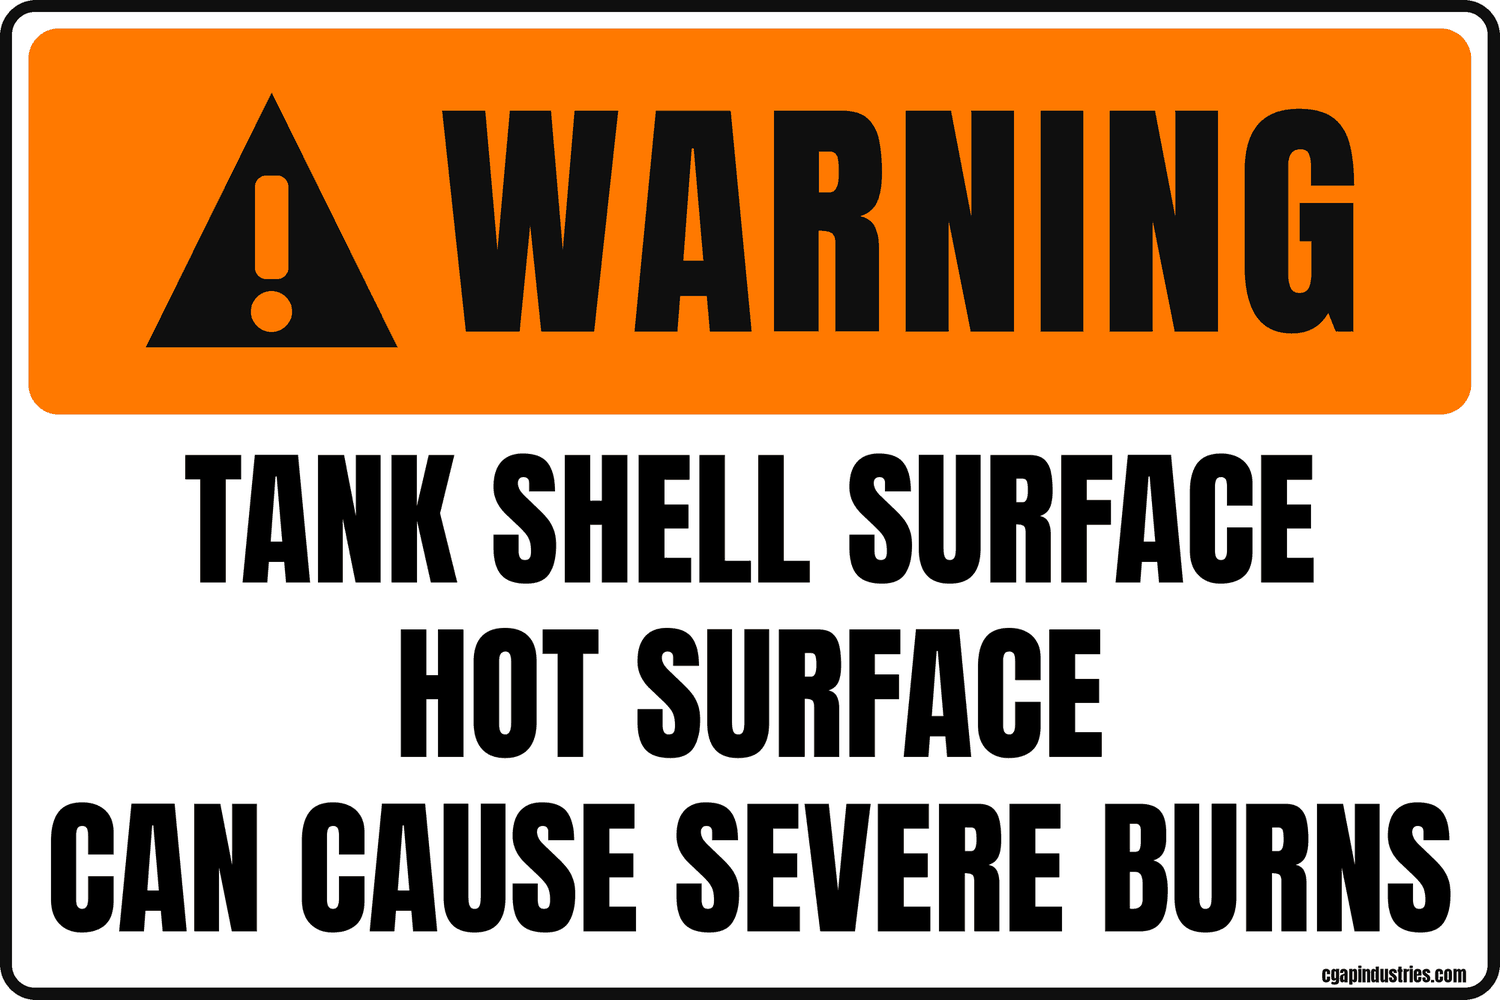 WARNING
TANK SHELL SURFACE
HOT SURFACE
CAN CAUSE SEVERE BURNS
cgapindustries.com